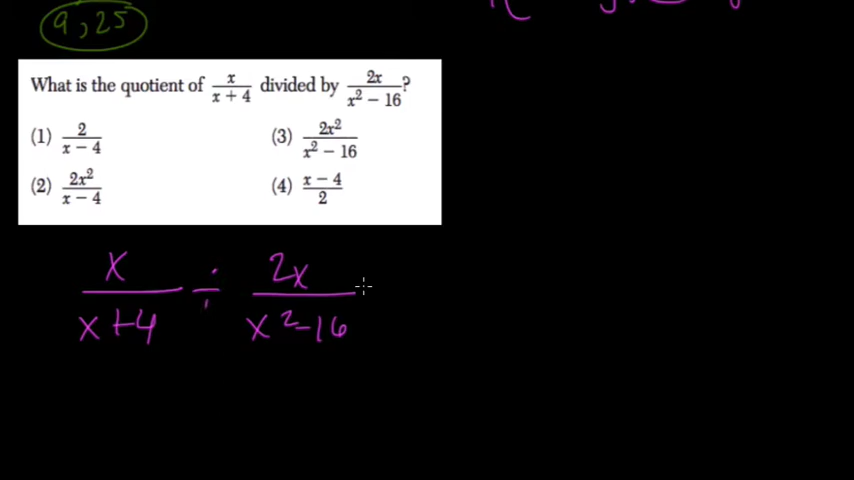 9, 25
What is the quotient of x/(x + 4) divided by 2x/(x² − 16)?
(1) 2/(x − 4)
(3) 2x²/(x² − 16)
(2) 2x²/(x − 4)
(4) (x − 4)/2
x/(x+4) ÷ 2x/(x²-16)